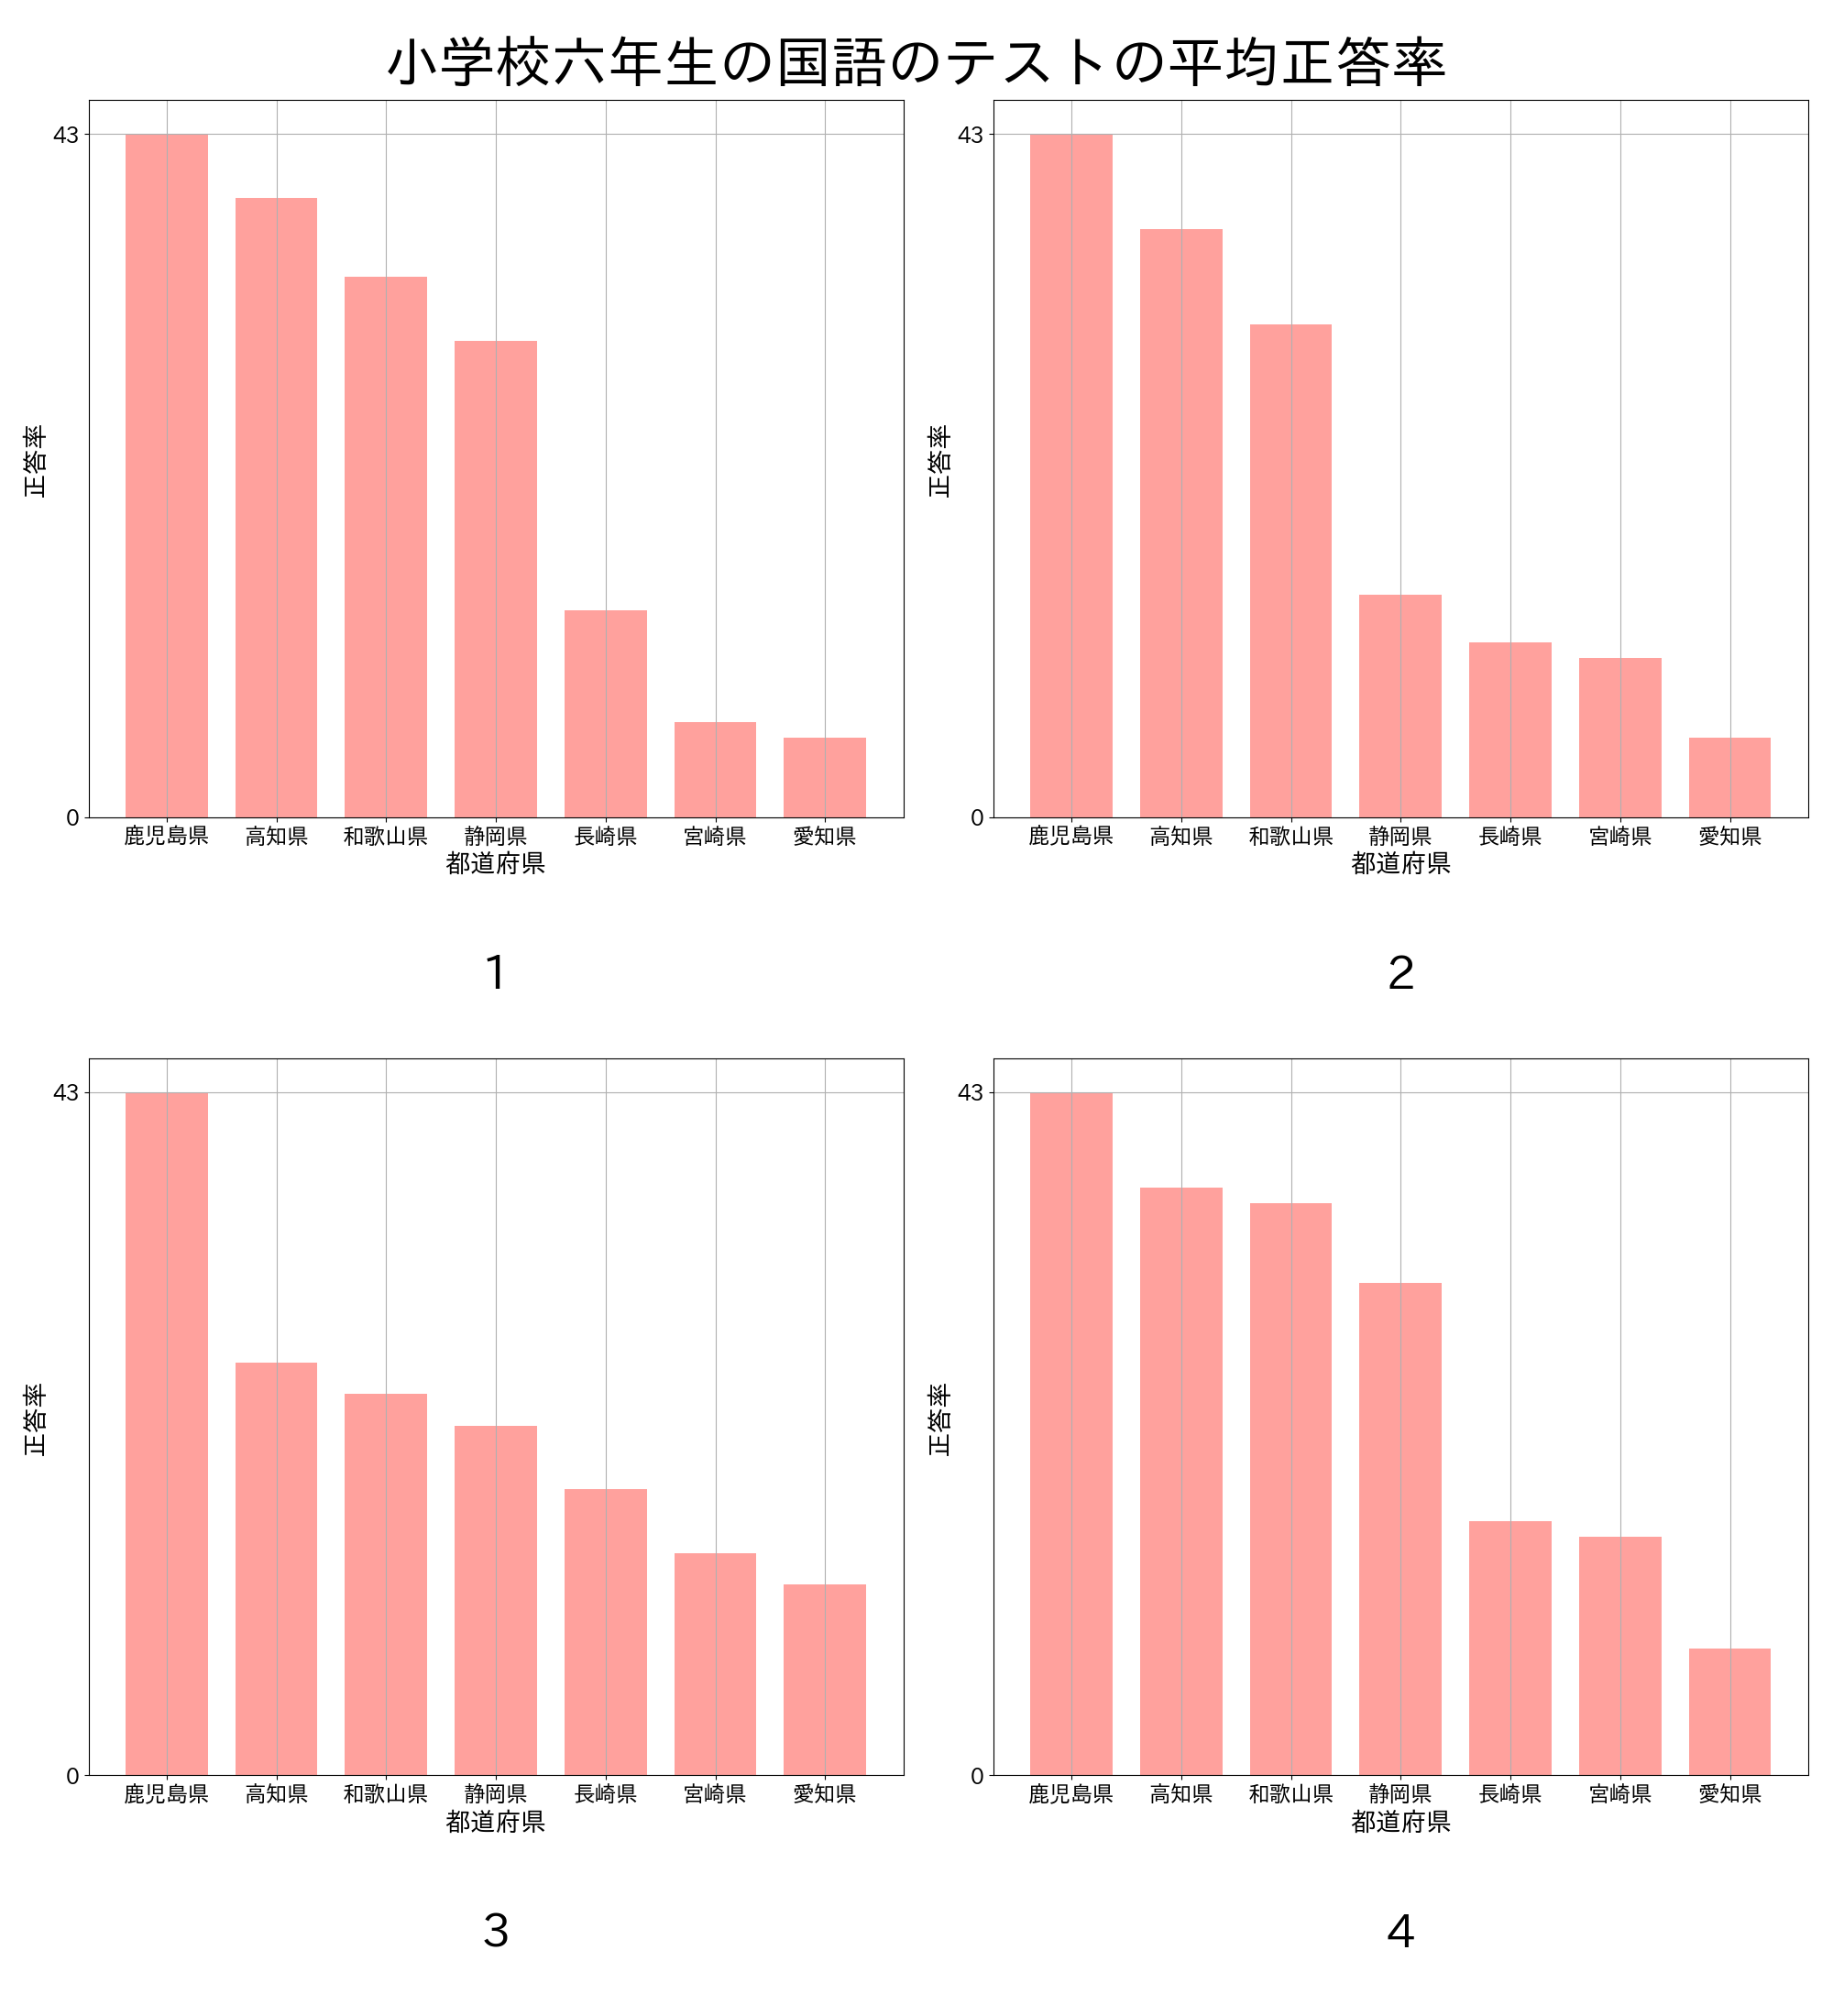 小学校六年生の国語のテストの平均正答率
43
0
正答率
鹿児島県 高知県 和歌山県 静岡県 長崎県 宮崎県 愛知県
都道府県
1
43
0
正答率
鹿児島県 高知県 和歌山県 静岡県 長崎県 宮崎県 愛知県
都道府県
2
43
0
正答率
鹿児島県 高知県 和歌山県 静岡県 長崎県 宮崎県 愛知県
都道府県
3
43
0
正答率
鹿児島県 高知県 和歌山県 静岡県 長崎県 宮崎県 愛知県
都道府県
4